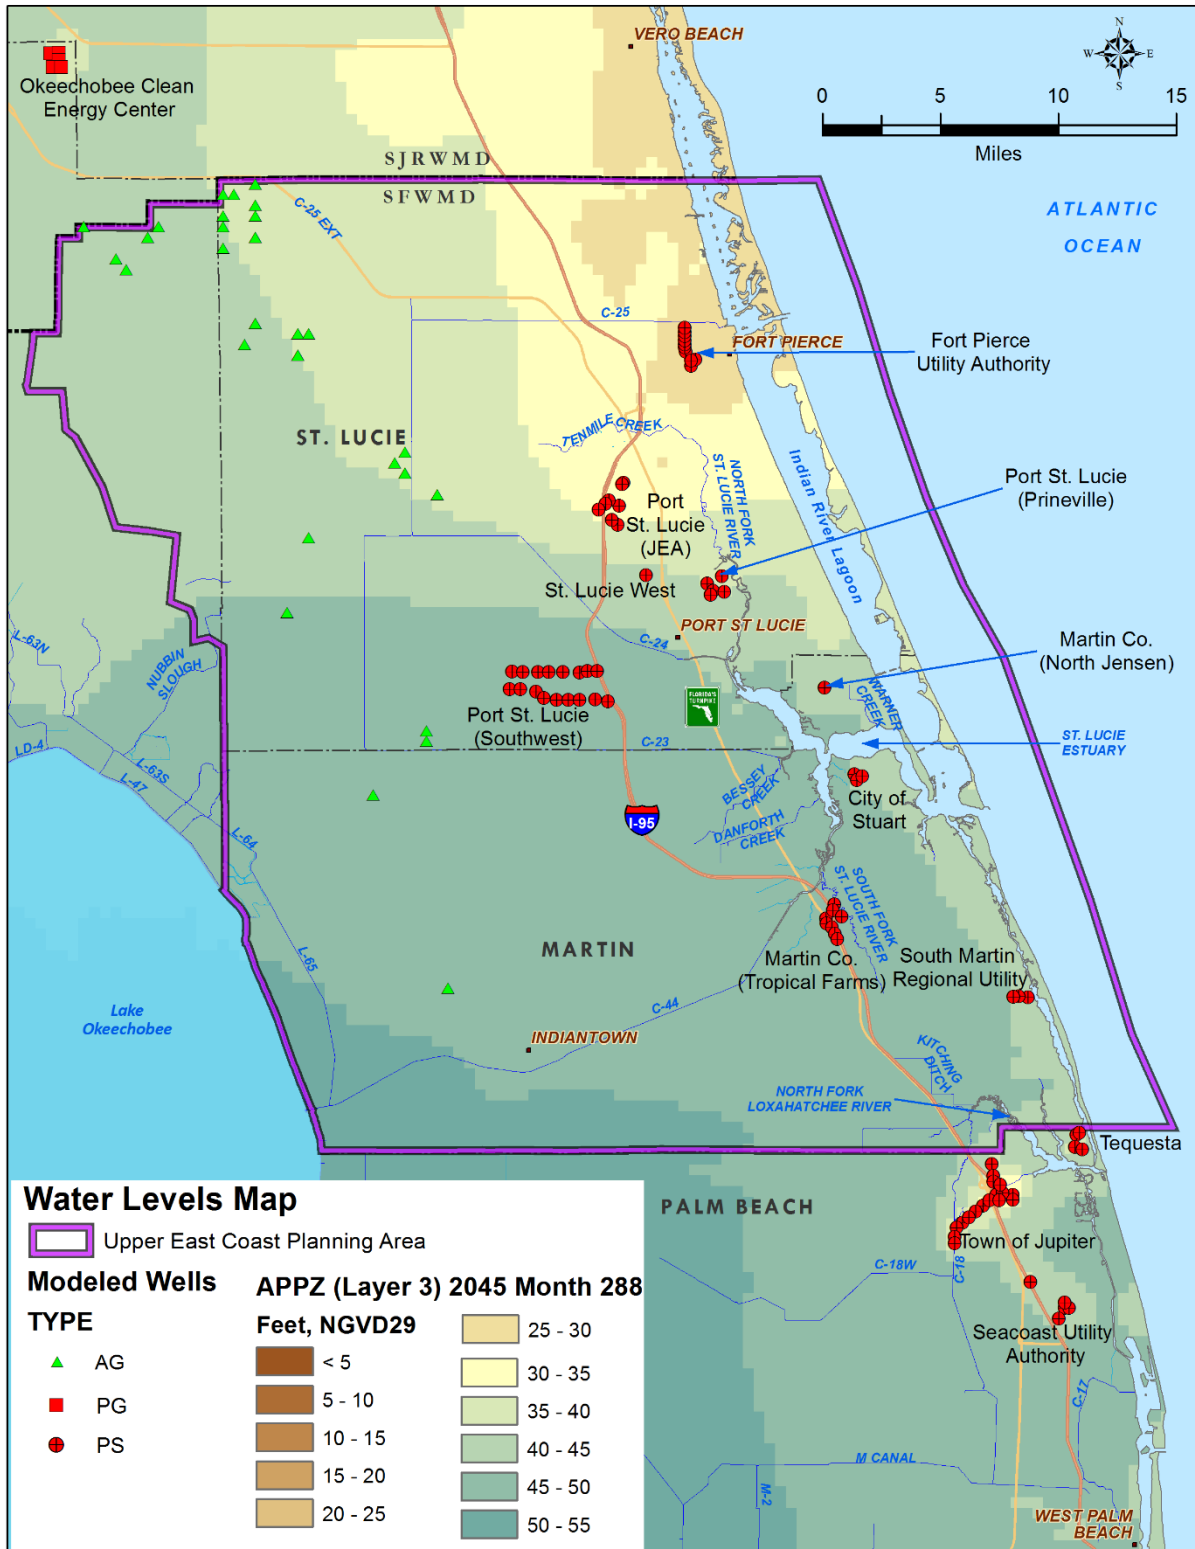 VERO BEACH
N
W E
S
Okeechobee Clean
Energy Center
0 5 10 15
Miles
SJRWMD
SFWMD
C-25 EXT
ATLANTIC
OCEAN
C-25
FORT PIERCE
Fort Pierce
Utility Authority
ST. LUCIE
TENMILE CREEK
NORTH FORK
ST. LUCIE RIVER
Indian River Lagoon
Port St. Lucie
(Prineville)
Port
St. Lucie
(JEA)
St. Lucie West
PORT ST LUCIE
C-24
L-63N
NUBBIN
SLOUGH
Martin Co.
(North Jensen)
FLORIDA'S
TURNPIKE
WARNER
CREEK
Port St. Lucie
(Southwest)
C-23
ST. LUCIE
ESTUARY
LD-4
L-63S
L-47
BESSEY
CREEK
City of
Stuart
I-95
DANFORTH
CREEK
L-64
SOUTH FORK
ST. LUCIE RIVER
MARTIN
Martin Co.
(Tropical Farms)
South Martin
Regional Utility
L-65
Lake
Okeechobee
C-44
INDIANTOWN
KITCHING
DITCH
NORTH FORK
LOXAHATCHEE RIVER
Tequesta
PALM BEACH
Town of Jupiter
C-18W
C-18
Seacoast Utility
Authority
C-17
M CANAL
M-2
WEST PALM
BEACH
Water Levels Map
Upper East Coast Planning Area
Modeled Wells
TYPE
AG
PG
PS
APPZ (Layer 3) 2045 Month 288
Feet, NGVD29
< 5
5 - 10
10 - 15
15 - 20
20 - 25
25 - 30
30 - 35
35 - 40
40 - 45
45 - 50
50 - 55